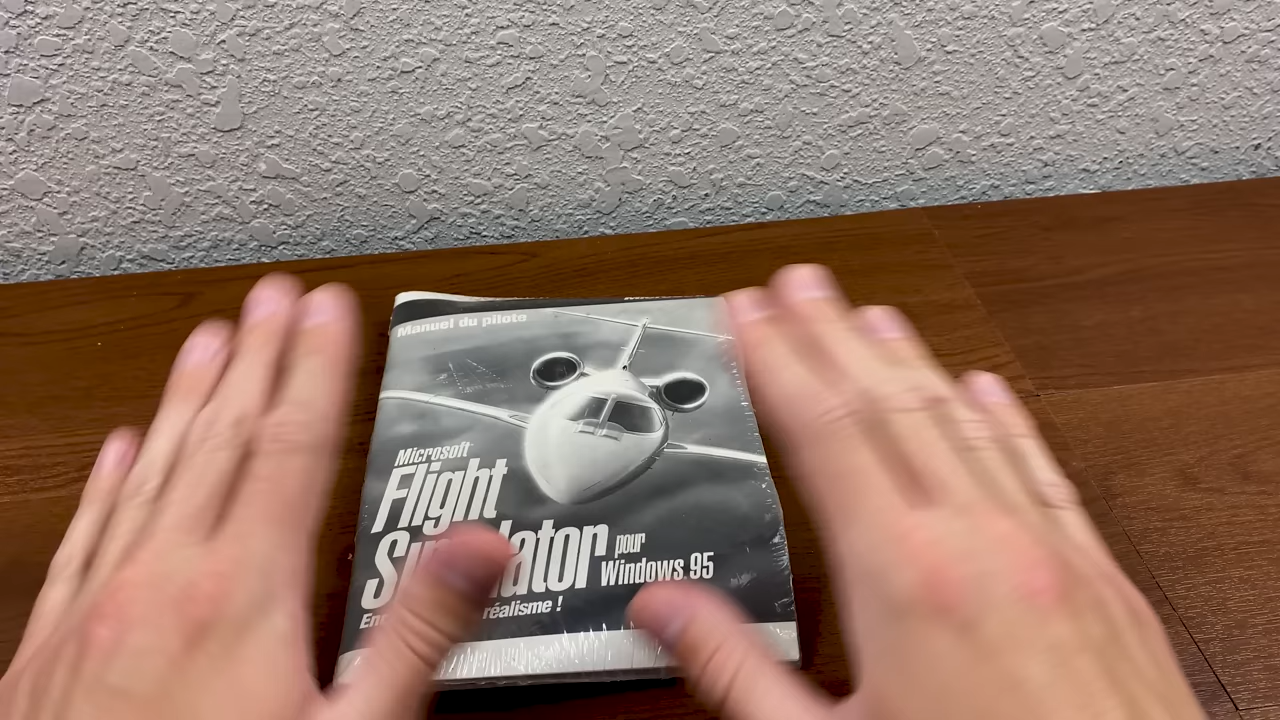 Manuel du pilote
Microsoft
Flight
pour
Windows 95
réalisme !